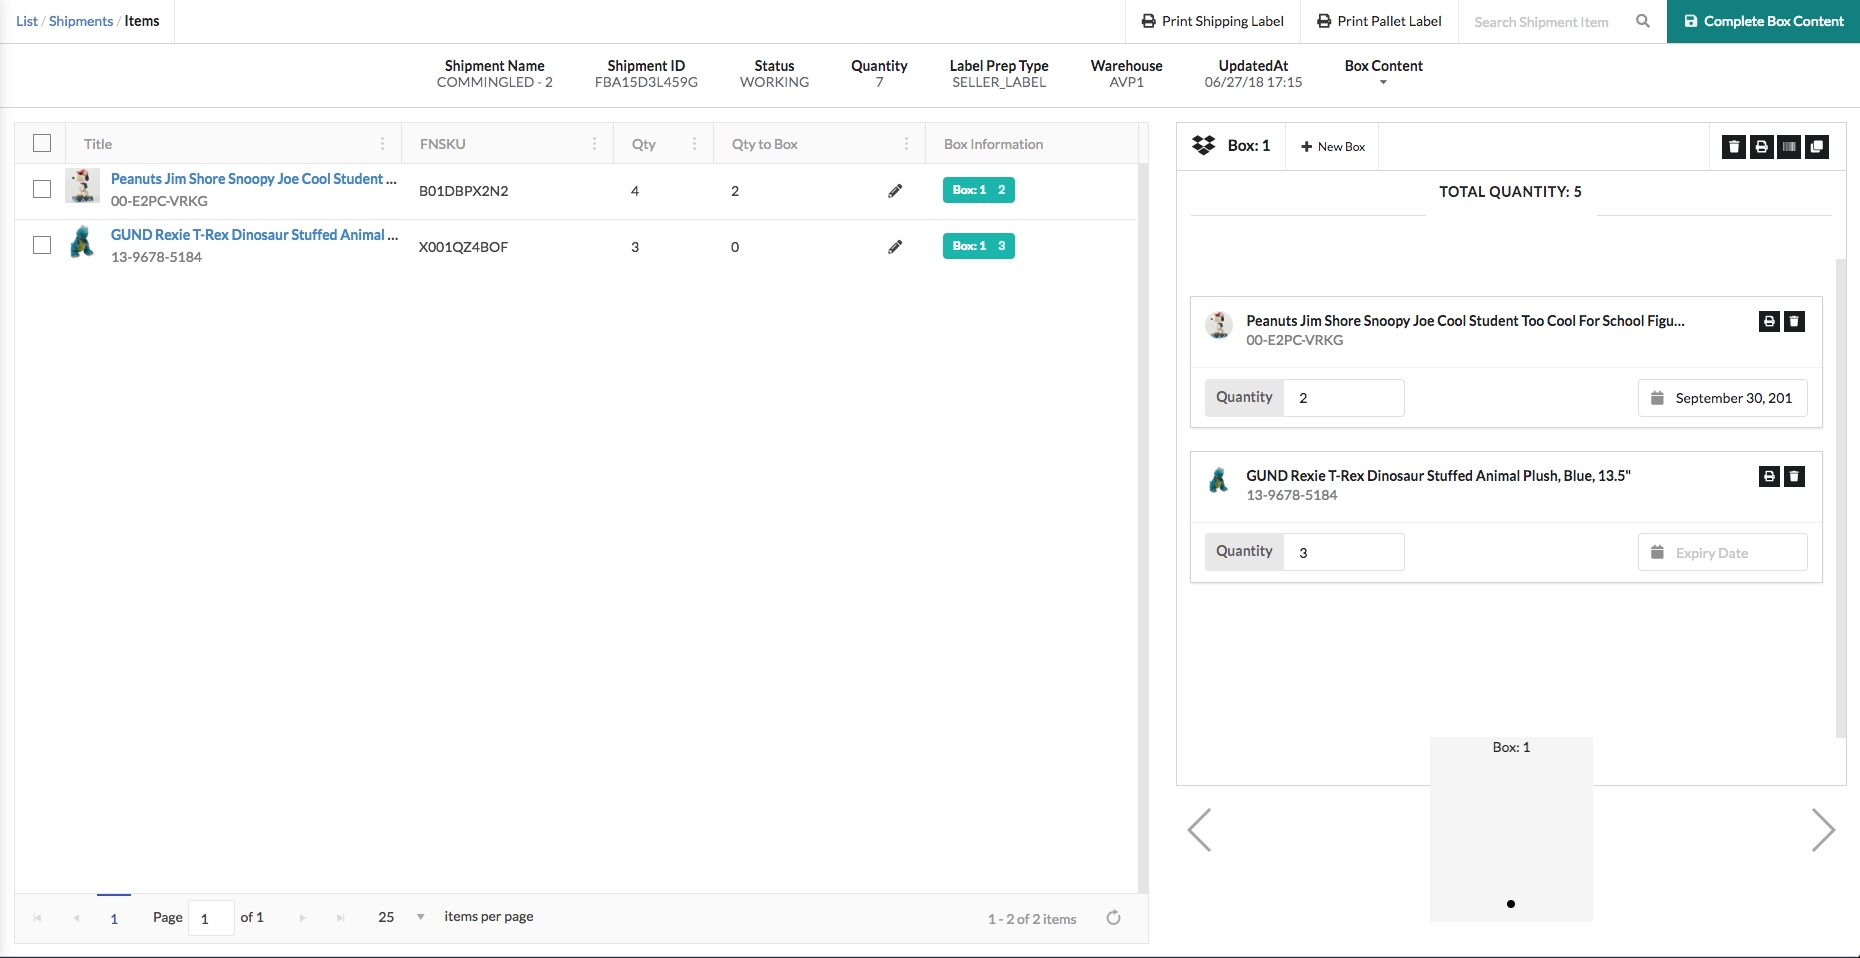 List / Shipments / Items
Print Shipping Label
Print Pallet Label
Search Shipment Item
Complete Box Content
Shipment Name
COMMINGLED - 2
Shipment ID
FBA15D3L459G
Status
WORKING
Quantity
7
Label Prep Type
SELLER_LABEL
Warehouse
AVP1
UpdatedAt
06/27/18 17:15
Box Content
Title
FNSKU
Qty
Qty to Box
Box Information
Peanuts Jim Shore Snoopy Joe Cool Student ...
00-E2PC-VRKG
B01DBPX2N2
4
2
Box: 1 2
GUND Rexie T-Rex Dinosaur Stuffed Animal ...
13-9678-5184
X001QZ4BOF
3
0
Box: 1 3
1
Page 1 of 1
25
items per page
1 - 2 of 2 items
Box: 1
New Box
TOTAL QUANTITY: 5
Peanuts Jim Shore Snoopy Joe Cool Student Too Cool For School Figu...
00-E2PC-VRKG
Quantity
2
September 30, 201
GUND Rexie T-Rex Dinosaur Stuffed Animal Plush, Blue, 13.5"
13-9678-5184
Quantity
3
Expiry Date
Box: 1